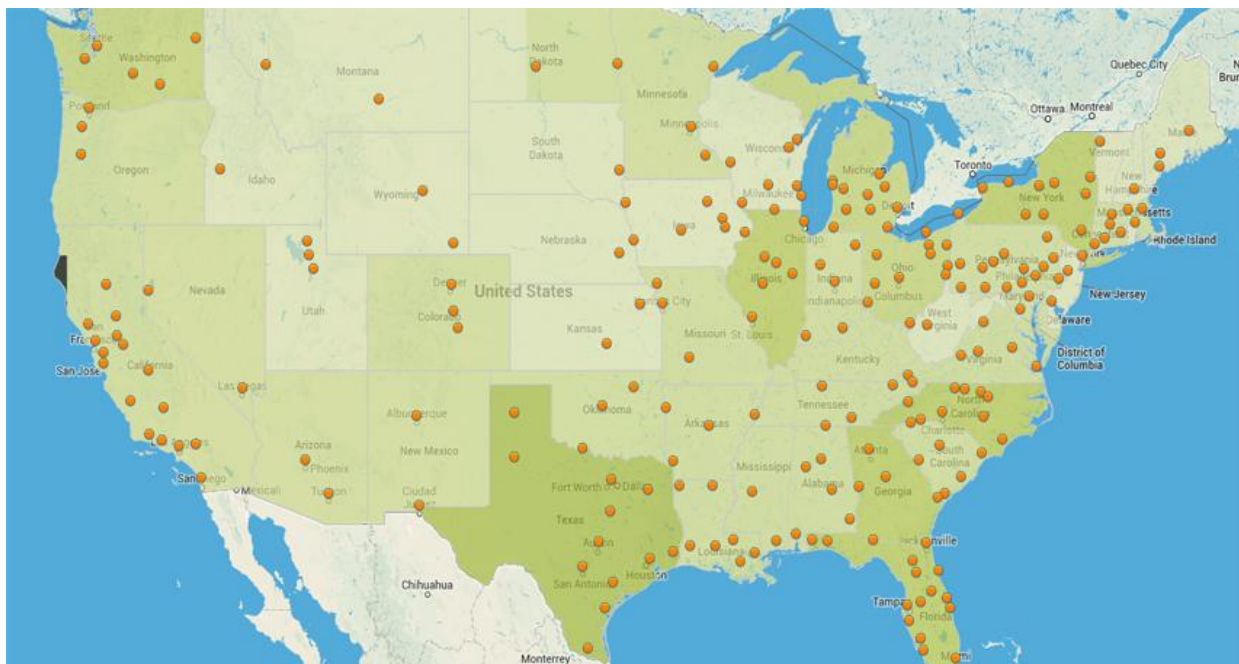 Quebec City
N
Brun
Seattle
Washington
Montana
North
Dakota
Minnesota
Ottawa
Montreal
Portland
Minneapolis
Maine
Oregon
Idaho
South
Dakota
Wisconsin
Michigan
Toronto
Vermont
Wyoming
Milwaukee
Detroit
New York
New
Hampshire
Massachusetts
Iowa
Chicago
Rhode Island
Nebraska
Nevada
Utah
Denver
Colorado
United States
Illinois
Indiana
Indianapolis
Ohio
Columbus
Pennsylvania
Philadelphia
New York
New Jersey
Kansas City
Kansas
Missouri
St. Louis
West
Virginia
Maryland
Delaware
San
Francisco
San Jose
California
Kentucky
Virginia
District of
Columbia
Las Vegas
Albuquerque
New Mexico
Oklahoma
Arkansas
Tennessee
North
Carolina
Charlotte
Los Angeles
Arizona
Phoenix
Mississippi
Alabama
Atlanta
Georgia
South
Carolina
San Diego
Mexicali
Tucson
Ciudad
Juarez
Fort Worth
Dallas
Texas
Austin
Louisiana
Jacksonville
San Antonio
Houston
Chihuahua
Tampa
Florida
Monterrey
Miami